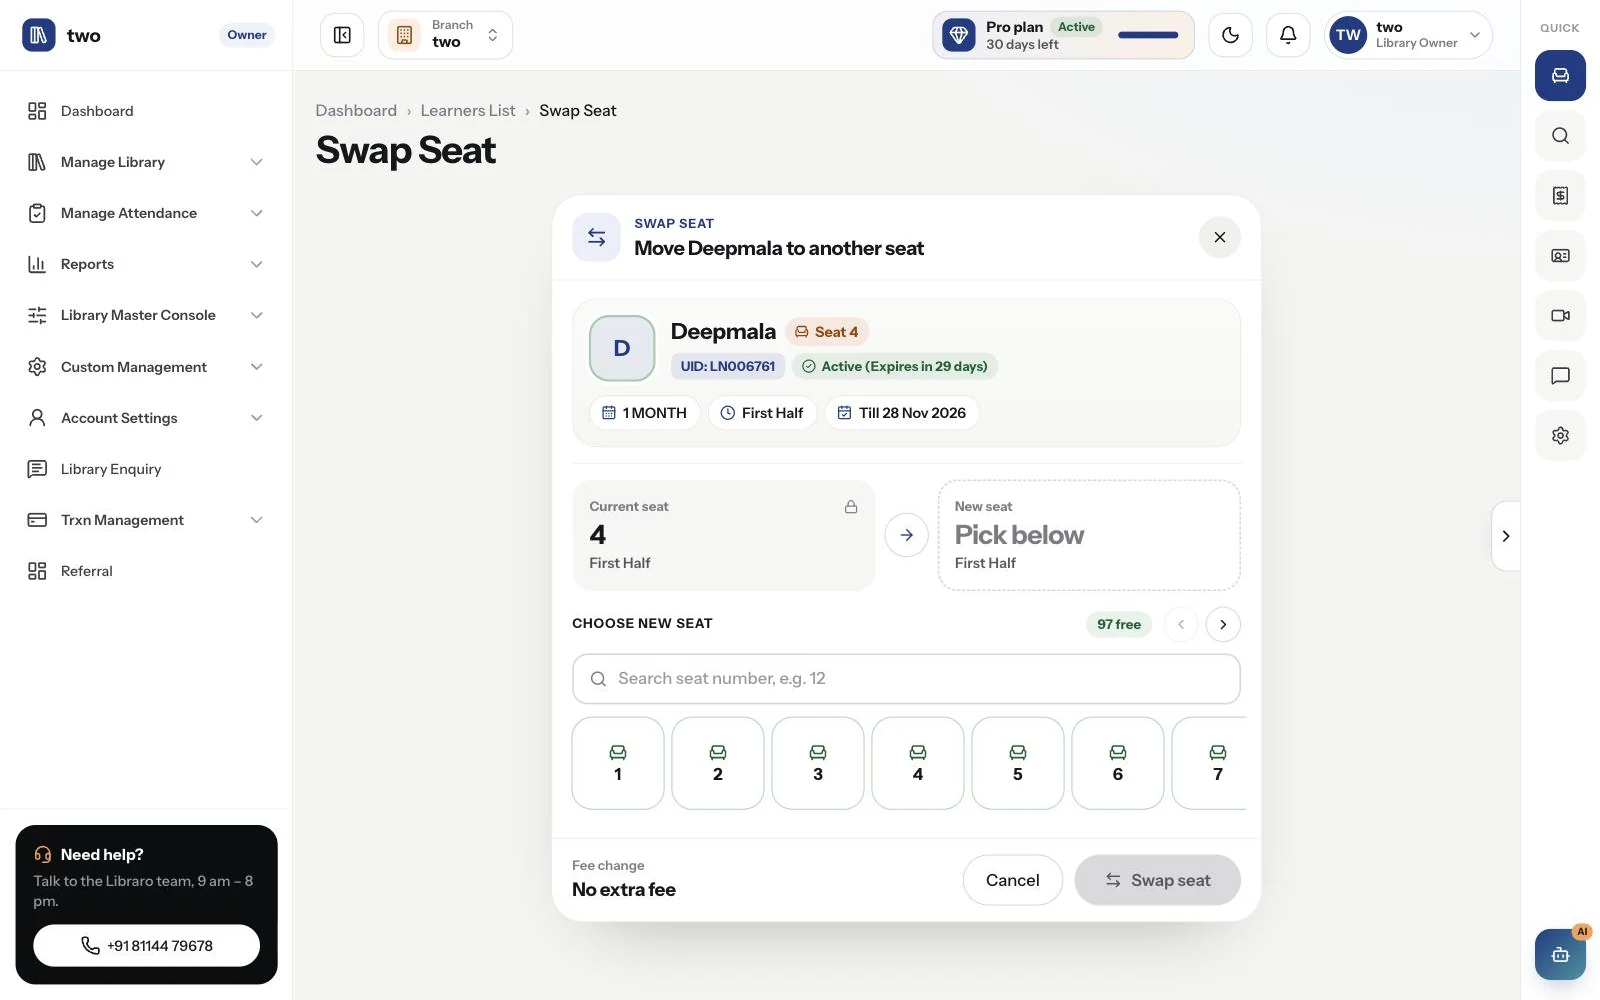 two
Owner
Branch
two
Pro plan
Active
30 days left
TW
two
Library Owner
QUICK
Dashboard
Manage Library
Manage Attendance
Reports
Library Master Console
Custom Management
Account Settings
Library Enquiry
Trxn Management
Referral
Need help?
Talk to the Libraro team, 9 am – 8
pm.
+91 81144 79678
Dashboard › Learners List › Swap Seat
Swap Seat
SWAP SEAT
Move Deepmala to another seat
D
Deepmala
Seat 4
UID: LN006761
Active (Expires in 29 days)
1 MONTH
First Half
Till 28 Nov 2026
Current seat
4
First Half
New seat
Pick below
First Half
CHOOSE NEW SEAT
97 free
Search seat number, e.g. 12
1 2 3 4 5 6 7
Fee change
No extra fee
Cancel
Swap seat
AI